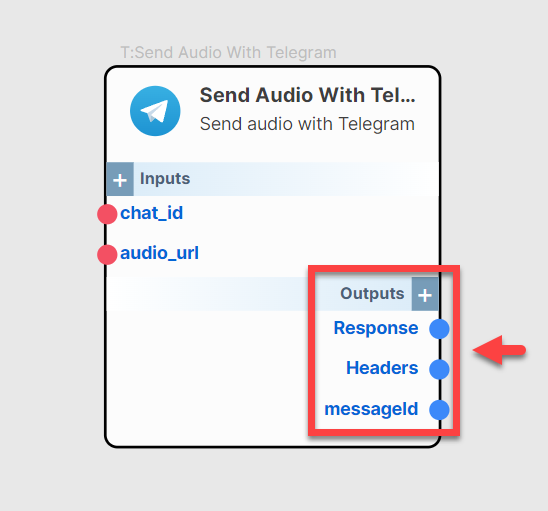 T:Send Audio With Telegram
Send Audio With Tel...
Send audio with Telegram
+ Inputs
chat_id
audio_url
Outputs +
Response
Headers
messageId